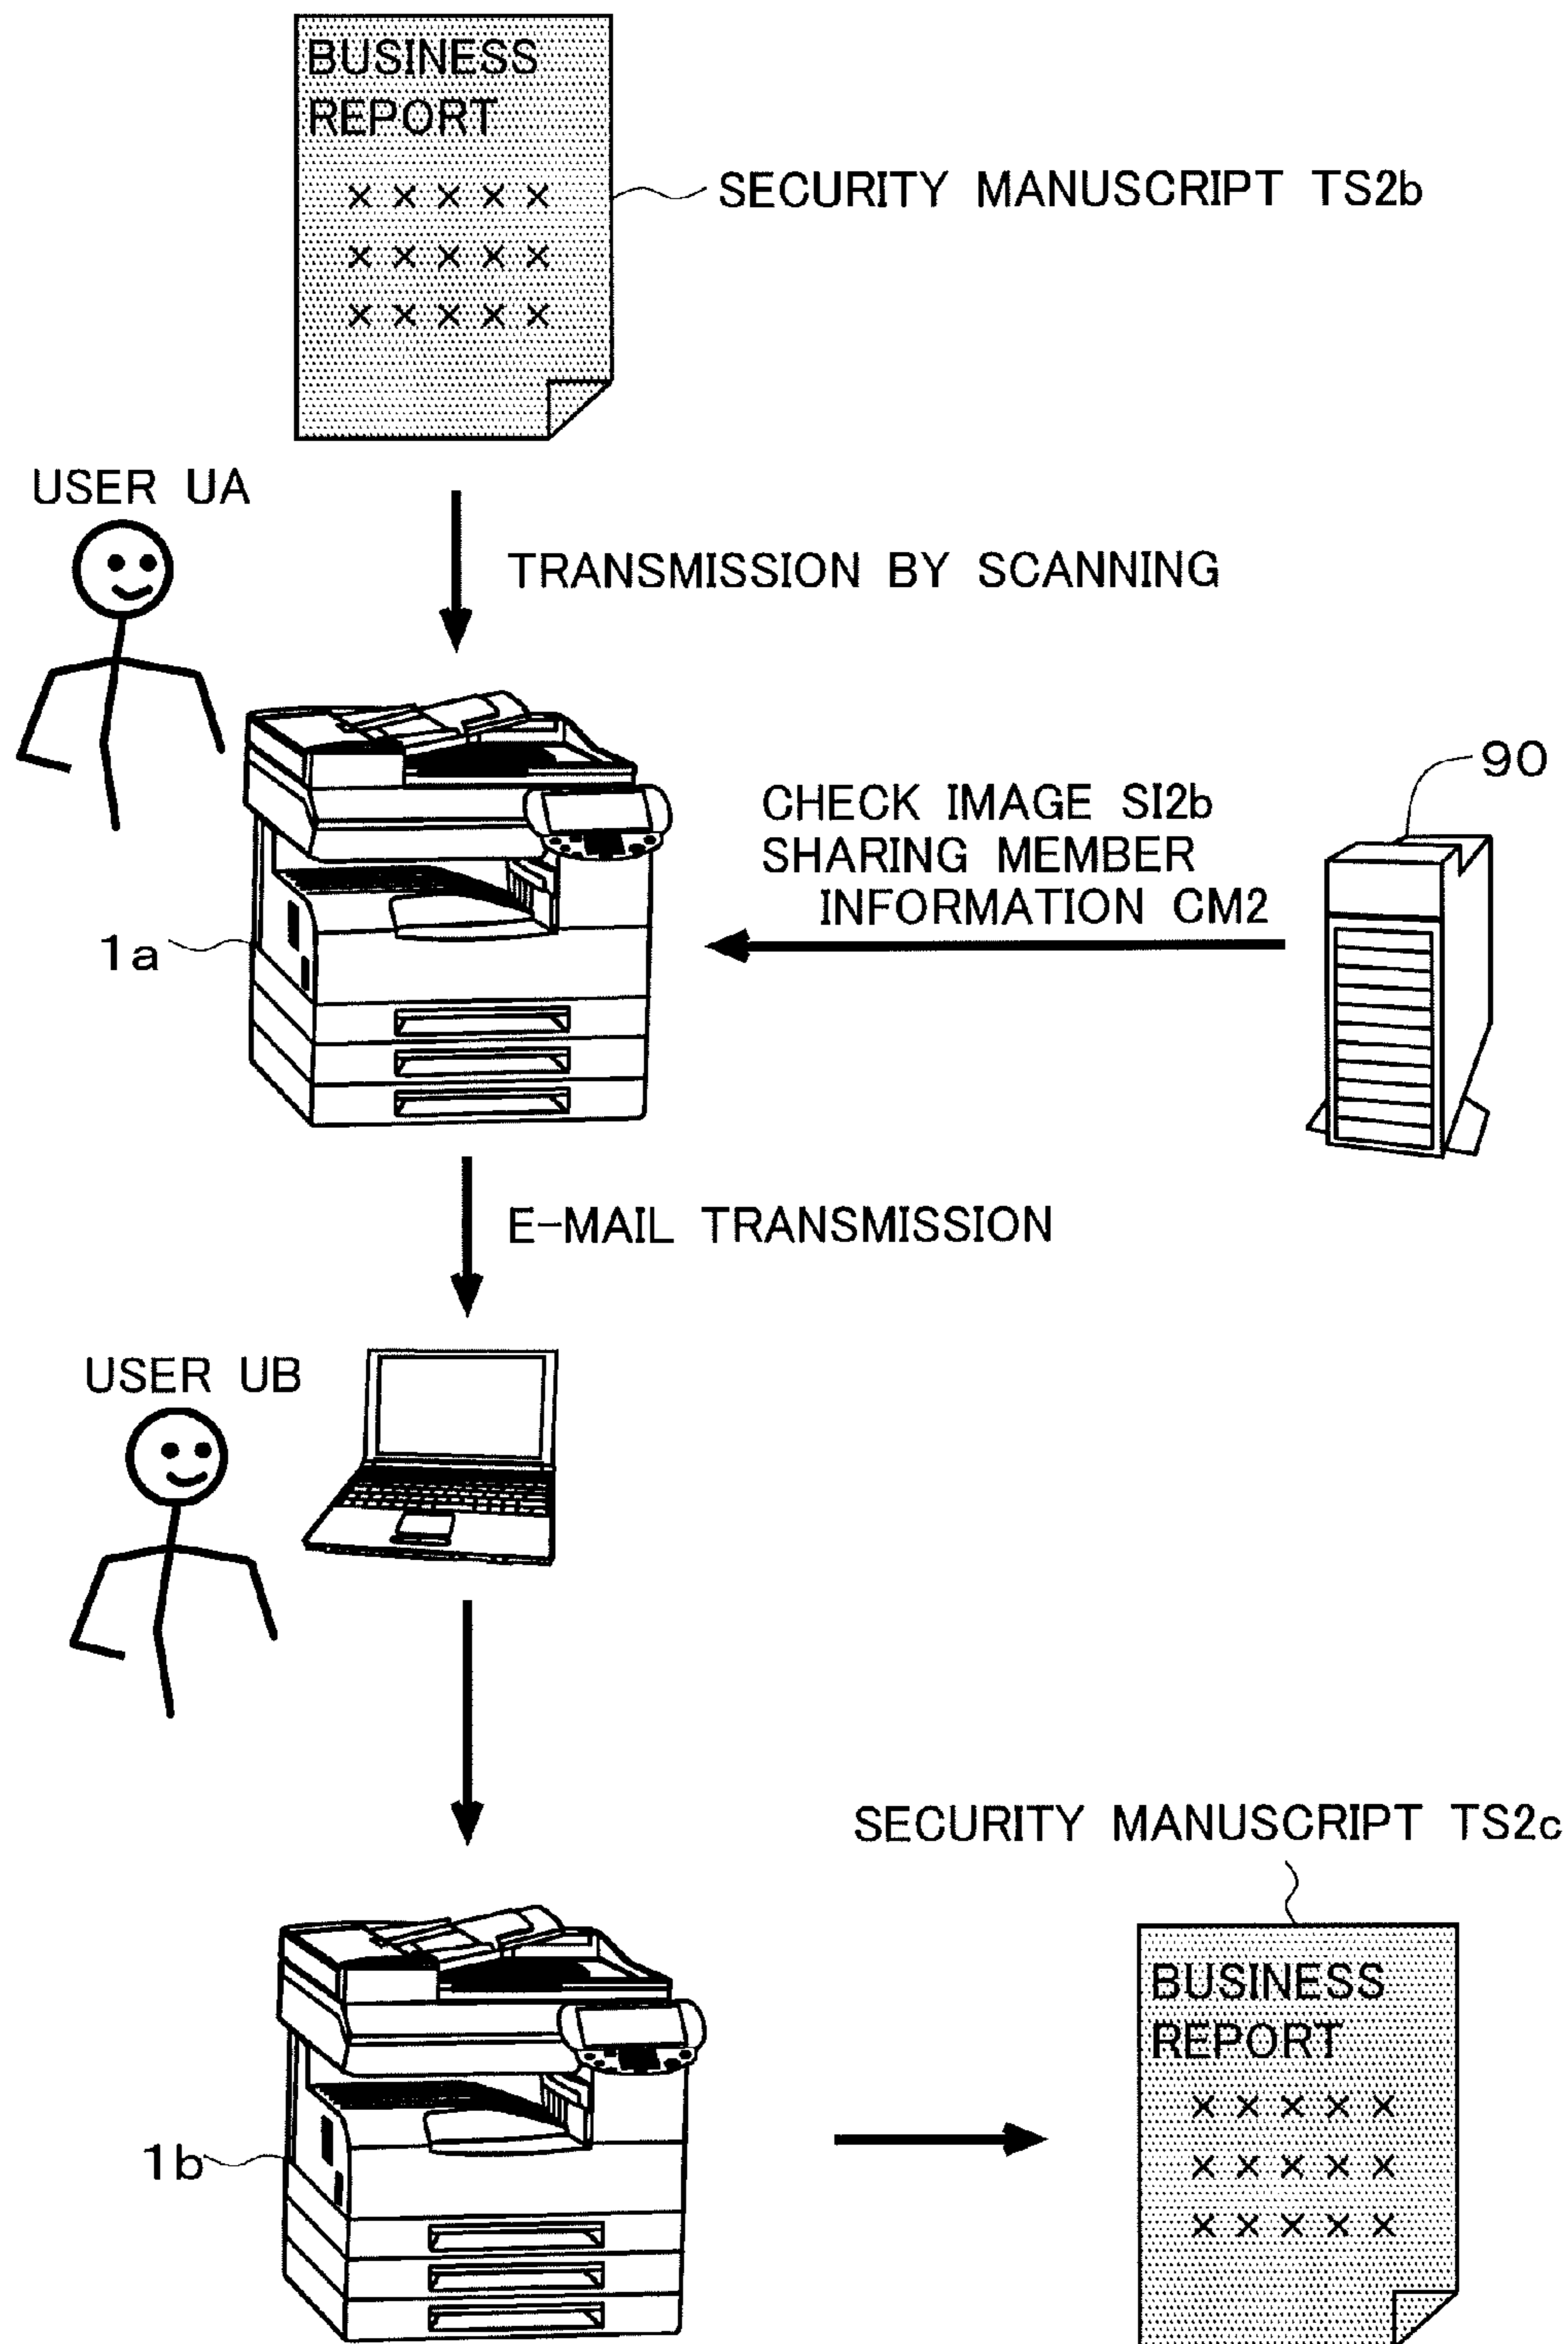 BUSINESS
REPORT
× × × × ×
× × × × ×
× × × × ×
SECURITY MANUSCRIPT TS2b
USER UA
TRANSMISSION BY SCANNING
90
CHECK IMAGE SI2b
SHARING MEMBER
INFORMATION CM2
1a
E-MAIL TRANSMISSION
USER UB
SECURITY MANUSCRIPT TS2c
BUSINESS
REPORT
× × × × ×
× × × × ×
× × × × ×
1b